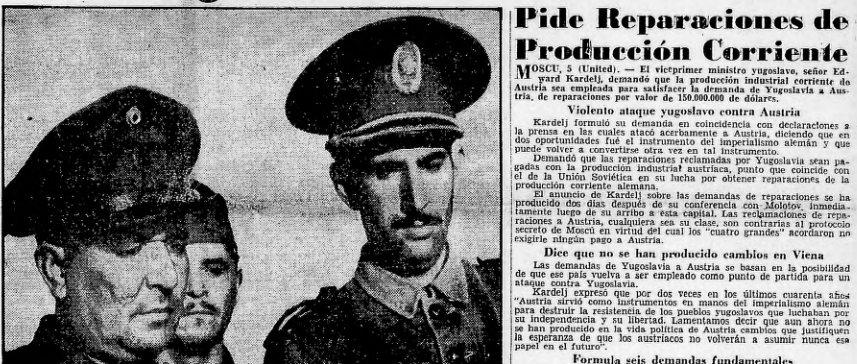 Pide Reparaciones de
Producción Corriente
MOSCU, 5 (United). — El viceprimer ministro yugoslavo, señor Ed-
vard Kardelj, demandó que la producción industrial corriente de
Austria sea empleada para satisfacer la demanda de Yugoslavia a Aus-
tria, de reparaciones por valor de 150.000.000 de dólares.
Violento ataque yugoslavo contra Austria
Kardelj formuló su demanda en coincidencia con declaraciones a
la prensa en las cuales atacó acerbamente a Austria, diciendo que en
dos oportunidades fué el instrumento del imperialismo alemán y que
puede volver a convertirse otra vez en tal instrumento.
Demandó que las reparaciones reclamadas por Yugoslavia sean pa-
gadas con la producción industrial austríaca, punto que coincide con
el de la Unión Soviética en su lucha por obtener reparaciones de la
producción corriente alemana.
El anuncio de Kardelj sobre las demandas de reparaciones se ha
producido dos días después de su conferencia con Molotov, inmedia-
tamente luego de su arribo a esta capital. Las reclamaciones de repa-
raciones a Austria, cualquiera sea su clase, son contrarias al protocolo
secreto de Moscú en virtud del cual los "cuatro grandes" acordaron no
exigirle ningún pago a Austria.
Dice que no se han producido cambios en Viena
Las demandas de Yugoslavia a Austria se basan en la posibilidad
de que ese país vuelva a ser empleado como punto de partida para un
ataque contra Yugoslavia.
Kardelj expresó que por dos veces en los últimos cuarenta años
"Austria sirvió como instrumentos en manos del imperialismo alemán
para destruir la resistencia de los pueblos yugoslavos que luchaban por
su independencia y su libertad. Lamentamos decir que aun ahora no
se han producido en la vida política de Austria cambios que justifiquen
la esperanza de que los austríacos no volverán a asumir nunca ese
papel en el futuro".
Formula seis demandas fundamentales